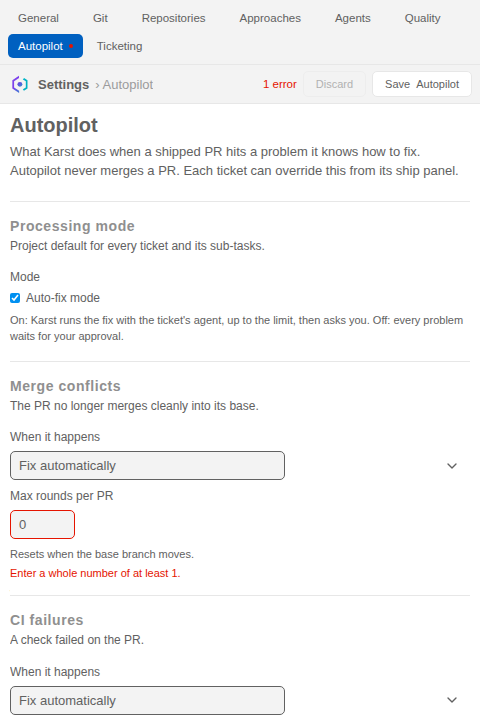 General Git Repositories Approaches Agents Quality
Autopilot Ticketing
Settings › Autopilot 1 error Discard Save Autopilot
Autopilot
What Karst does when a shipped PR hits a problem it knows how to fix.
Autopilot never merges a PR. Each ticket can override this from its ship panel.
Processing mode
Project default for every ticket and its sub-tasks.
Mode
Auto-fix mode
On: Karst runs the fix with the ticket's agent, up to the limit, then asks you. Off: every problem
waits for your approval.
Merge conflicts
The PR no longer merges cleanly into its base.
When it happens
Fix automatically
Max rounds per PR
0
Resets when the base branch moves.
Enter a whole number of at least 1.
CI failures
A check failed on the PR.
When it happens
Fix automatically